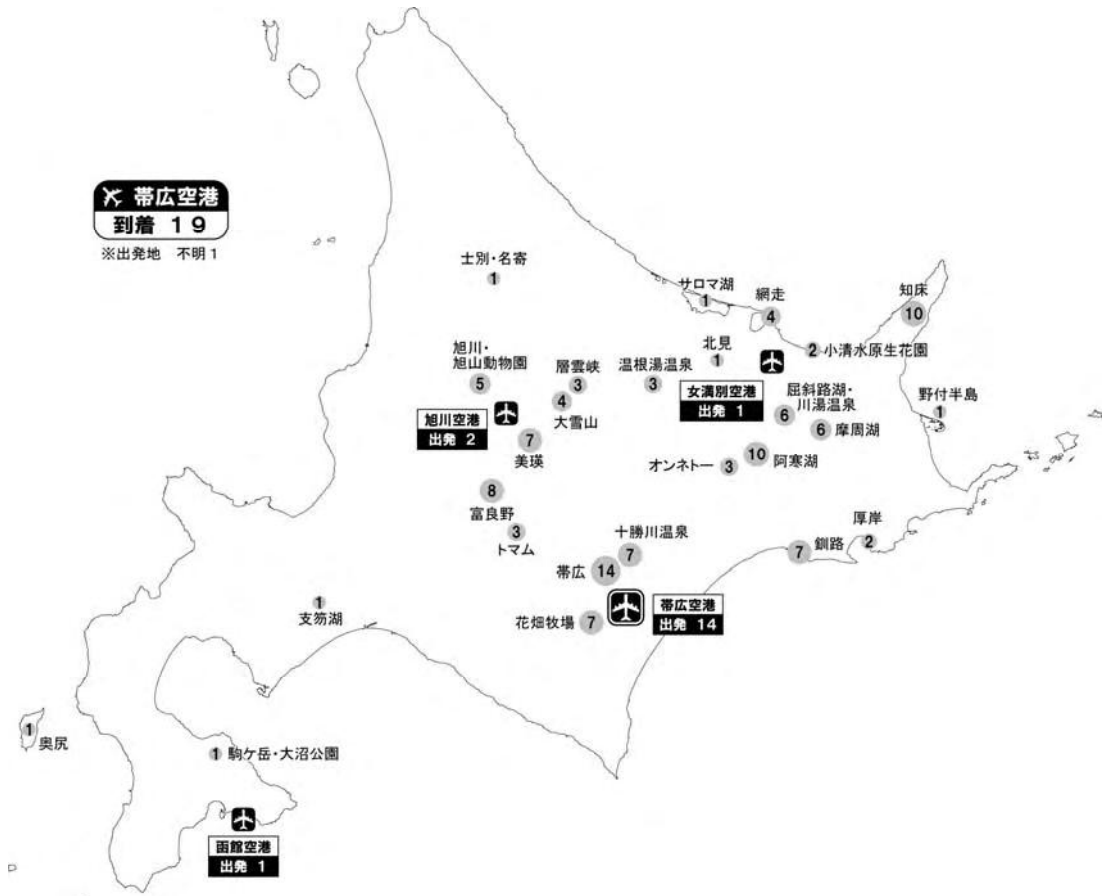 帯広空港
到着 19
※出発地 不明1
士別・名寄
1
サロマ湖
1
網走
4
知床
10
北見
1
2
小清水原生花園
旭川・
旭山動物園
5
層雲峡
3
温根湯温泉
3
女満別空港
出発 1
屈斜路湖・
川湯温泉
6
野付半島
1
旭川空港
出発 2
4
大雪山
6
摩周湖
7
美瑛
オンネトー
3
10
阿寒湖
8
富良野
3
トマム
十勝川温泉
7
帯広
14
7
釧路
厚岸
2
1
支笏湖
花畑牧場
7
帯広空港
出発 14
1
奥尻
1
駒ケ岳・大沼公園
函館空港
出発 1